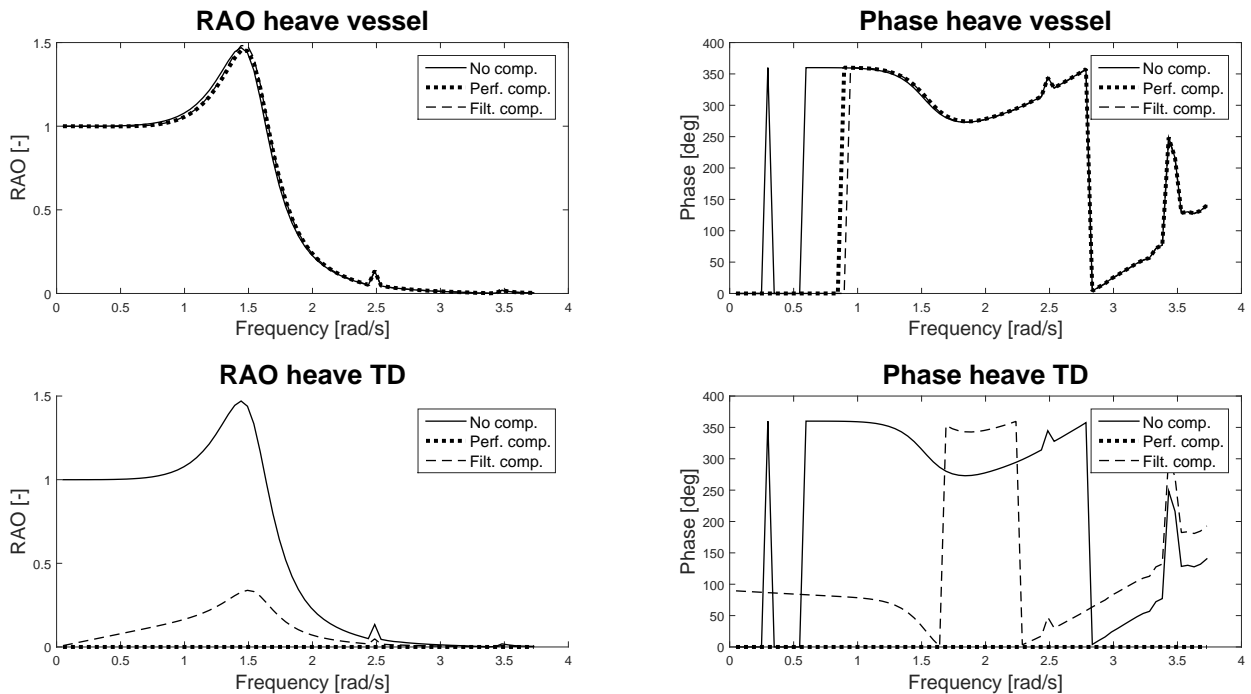 RAO heave vessel
1.5
1
0.5
0
RAO [-]
No comp.
Perf. comp.
Filt. comp.
0 0.5 1 1.5 2 2.5 3 3.5 4
Frequency [rad/s]
Phase heave vessel
400
350
300
250
200
150
100
50
0
Phase [deg]
No comp.
Perf. comp.
Filt. comp.
0 0.5 1 1.5 2 2.5 3 3.5 4
Frequency [rad/s]
RAO heave TD
1.5
1
0.5
0
RAO [-]
No comp.
Perf. comp.
Filt. comp.
0 0.5 1 1.5 2 2.5 3 3.5 4
Frequency [rad/s]
Phase heave TD
400
350
300
250
200
150
100
50
0
Phase [deg]
No comp.
Perf. comp.
Filt. comp.
0 0.5 1 1.5 2 2.5 3 3.5 4
Frequency [rad/s]